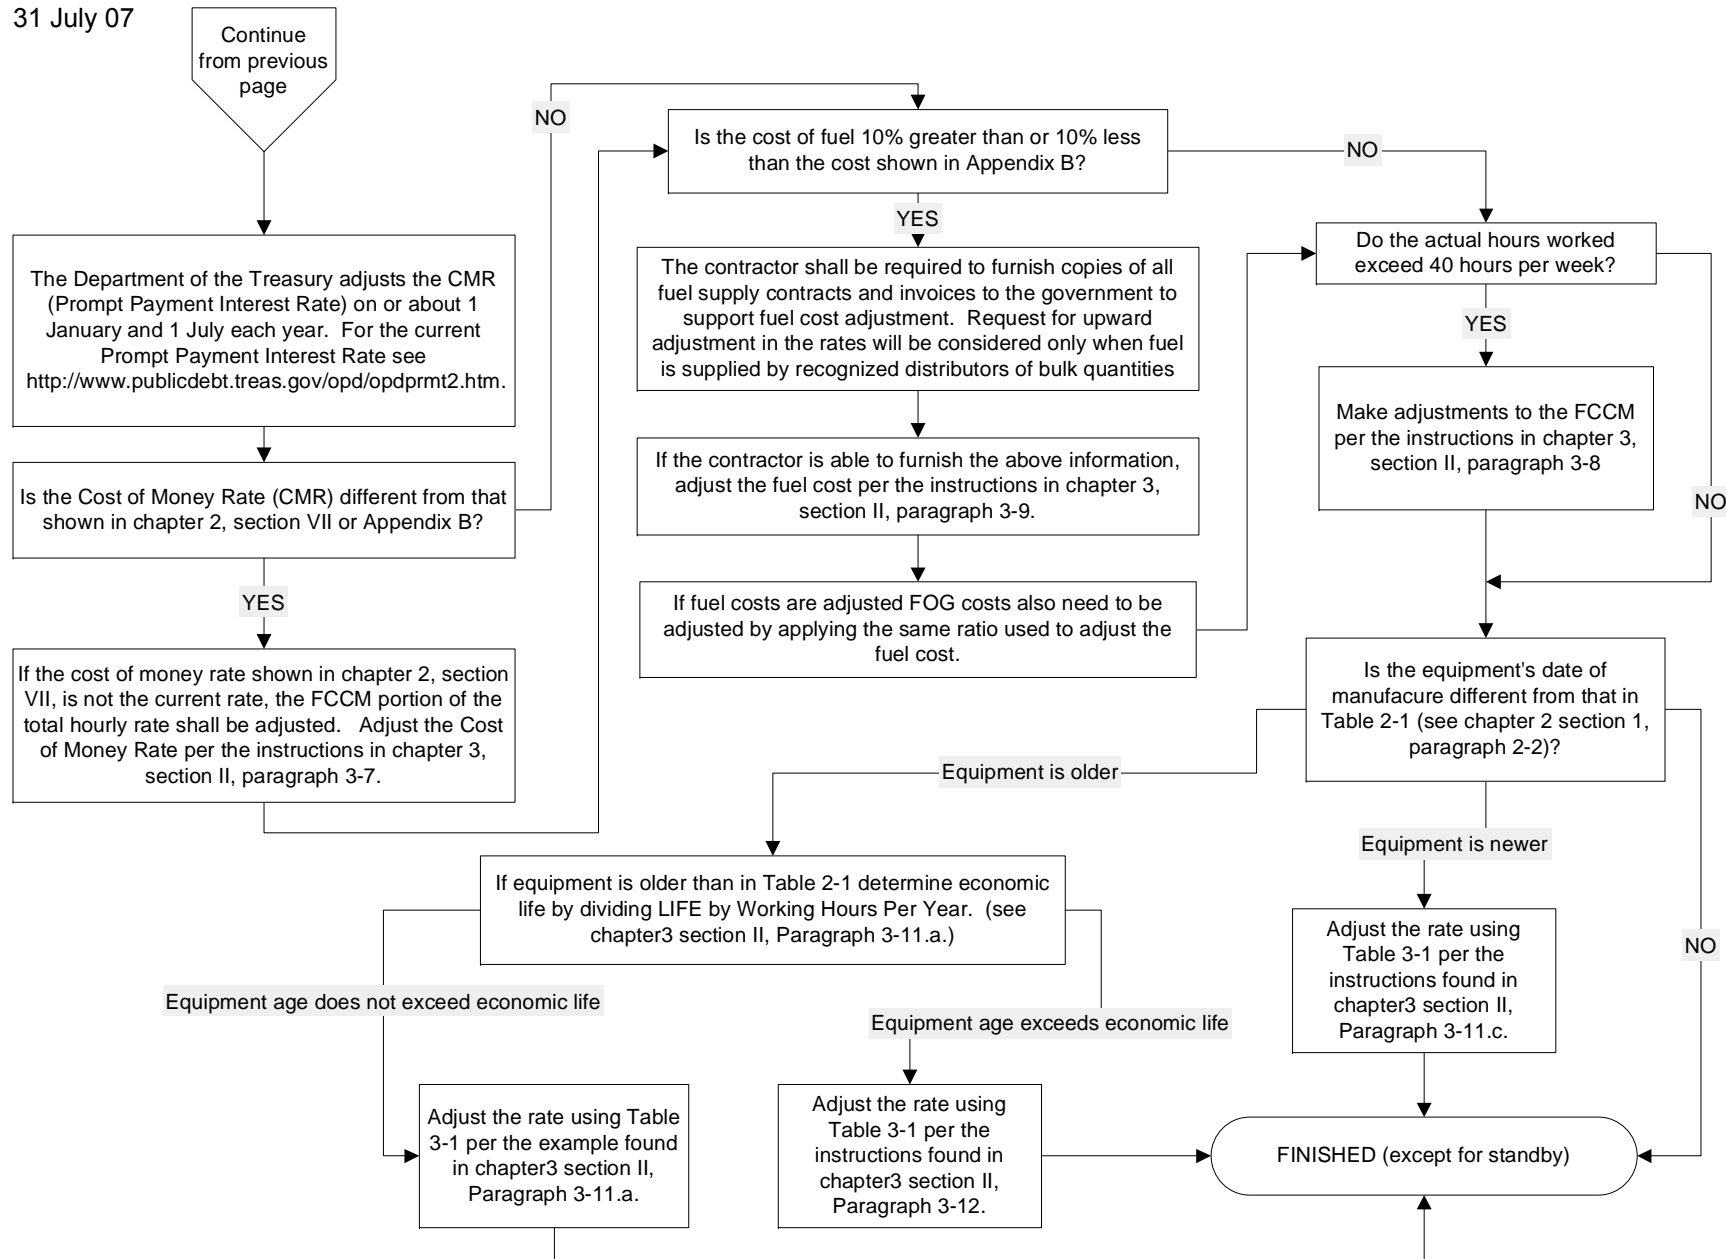 31 July 07
Continue
from previous
page
The Department of the Treasury adjusts the CMR
(Prompt Payment Interest Rate) on or about 1
January and 1 July each year.  For the current
Prompt Payment Interest Rate see
http://www.publicdebt.treas.gov/opd/opdprmt2.htm.
Is the Cost of Money Rate (CMR) different from that
shown in chapter 2, section VII or Appendix B?
NO
YES
If the cost of money rate shown in chapter 2, section
VII, is not the current rate, the FCCM portion of the
total hourly rate shall be adjusted.   Adjust the Cost
of Money Rate per the instructions in chapter 3,
section II, paragraph 3-7.
Is the cost of fuel 10% greater than or 10% less
than the cost shown in Appendix B?
NO
YES
The contractor shall be required to furnish copies of all
fuel supply contracts and invoices to the government to
support fuel cost adjustment.  Request for upward
adjustment in the rates will be considered only when fuel
is supplied by recognized distributors of bulk quantities
If the contractor is able to furnish the above information,
adjust the fuel cost per the instructions in chapter 3,
section II, paragraph 3-9.
If fuel costs are adjusted FOG costs also need to be
adjusted by applying the same ratio used to adjust the
fuel cost.
Do the actual hours worked
exceed 40 hours per week?
YES
NO
Make adjustments to the FCCM
per the instructions in chapter 3,
section II, paragraph 3-8
Is the equipment's date of
manufacure different from that in
Table 2-1 (see chapter 2 section 1,
paragraph 2-2)?
Equipment is older
Equipment is newer
NO
If equipment is older than in Table 2-1 determine economic
life by dividing LIFE by Working Hours Per Year.  (see
chapter3 section II, Paragraph 3-11.a.)
Equipment age does not exceed economic life
Equipment age exceeds economic life
Adjust the rate using Table
3-1 per the example found
in chapter3 section II,
Paragraph 3-11.a.
Adjust the rate using
Table 3-1 per the
instructions found in
chapter3 section II,
Paragraph 3-12.
Adjust the rate using
Table 3-1 per the
instructions found in
chapter3 section II,
Paragraph 3-11.c.
FINISHED (except for standby)